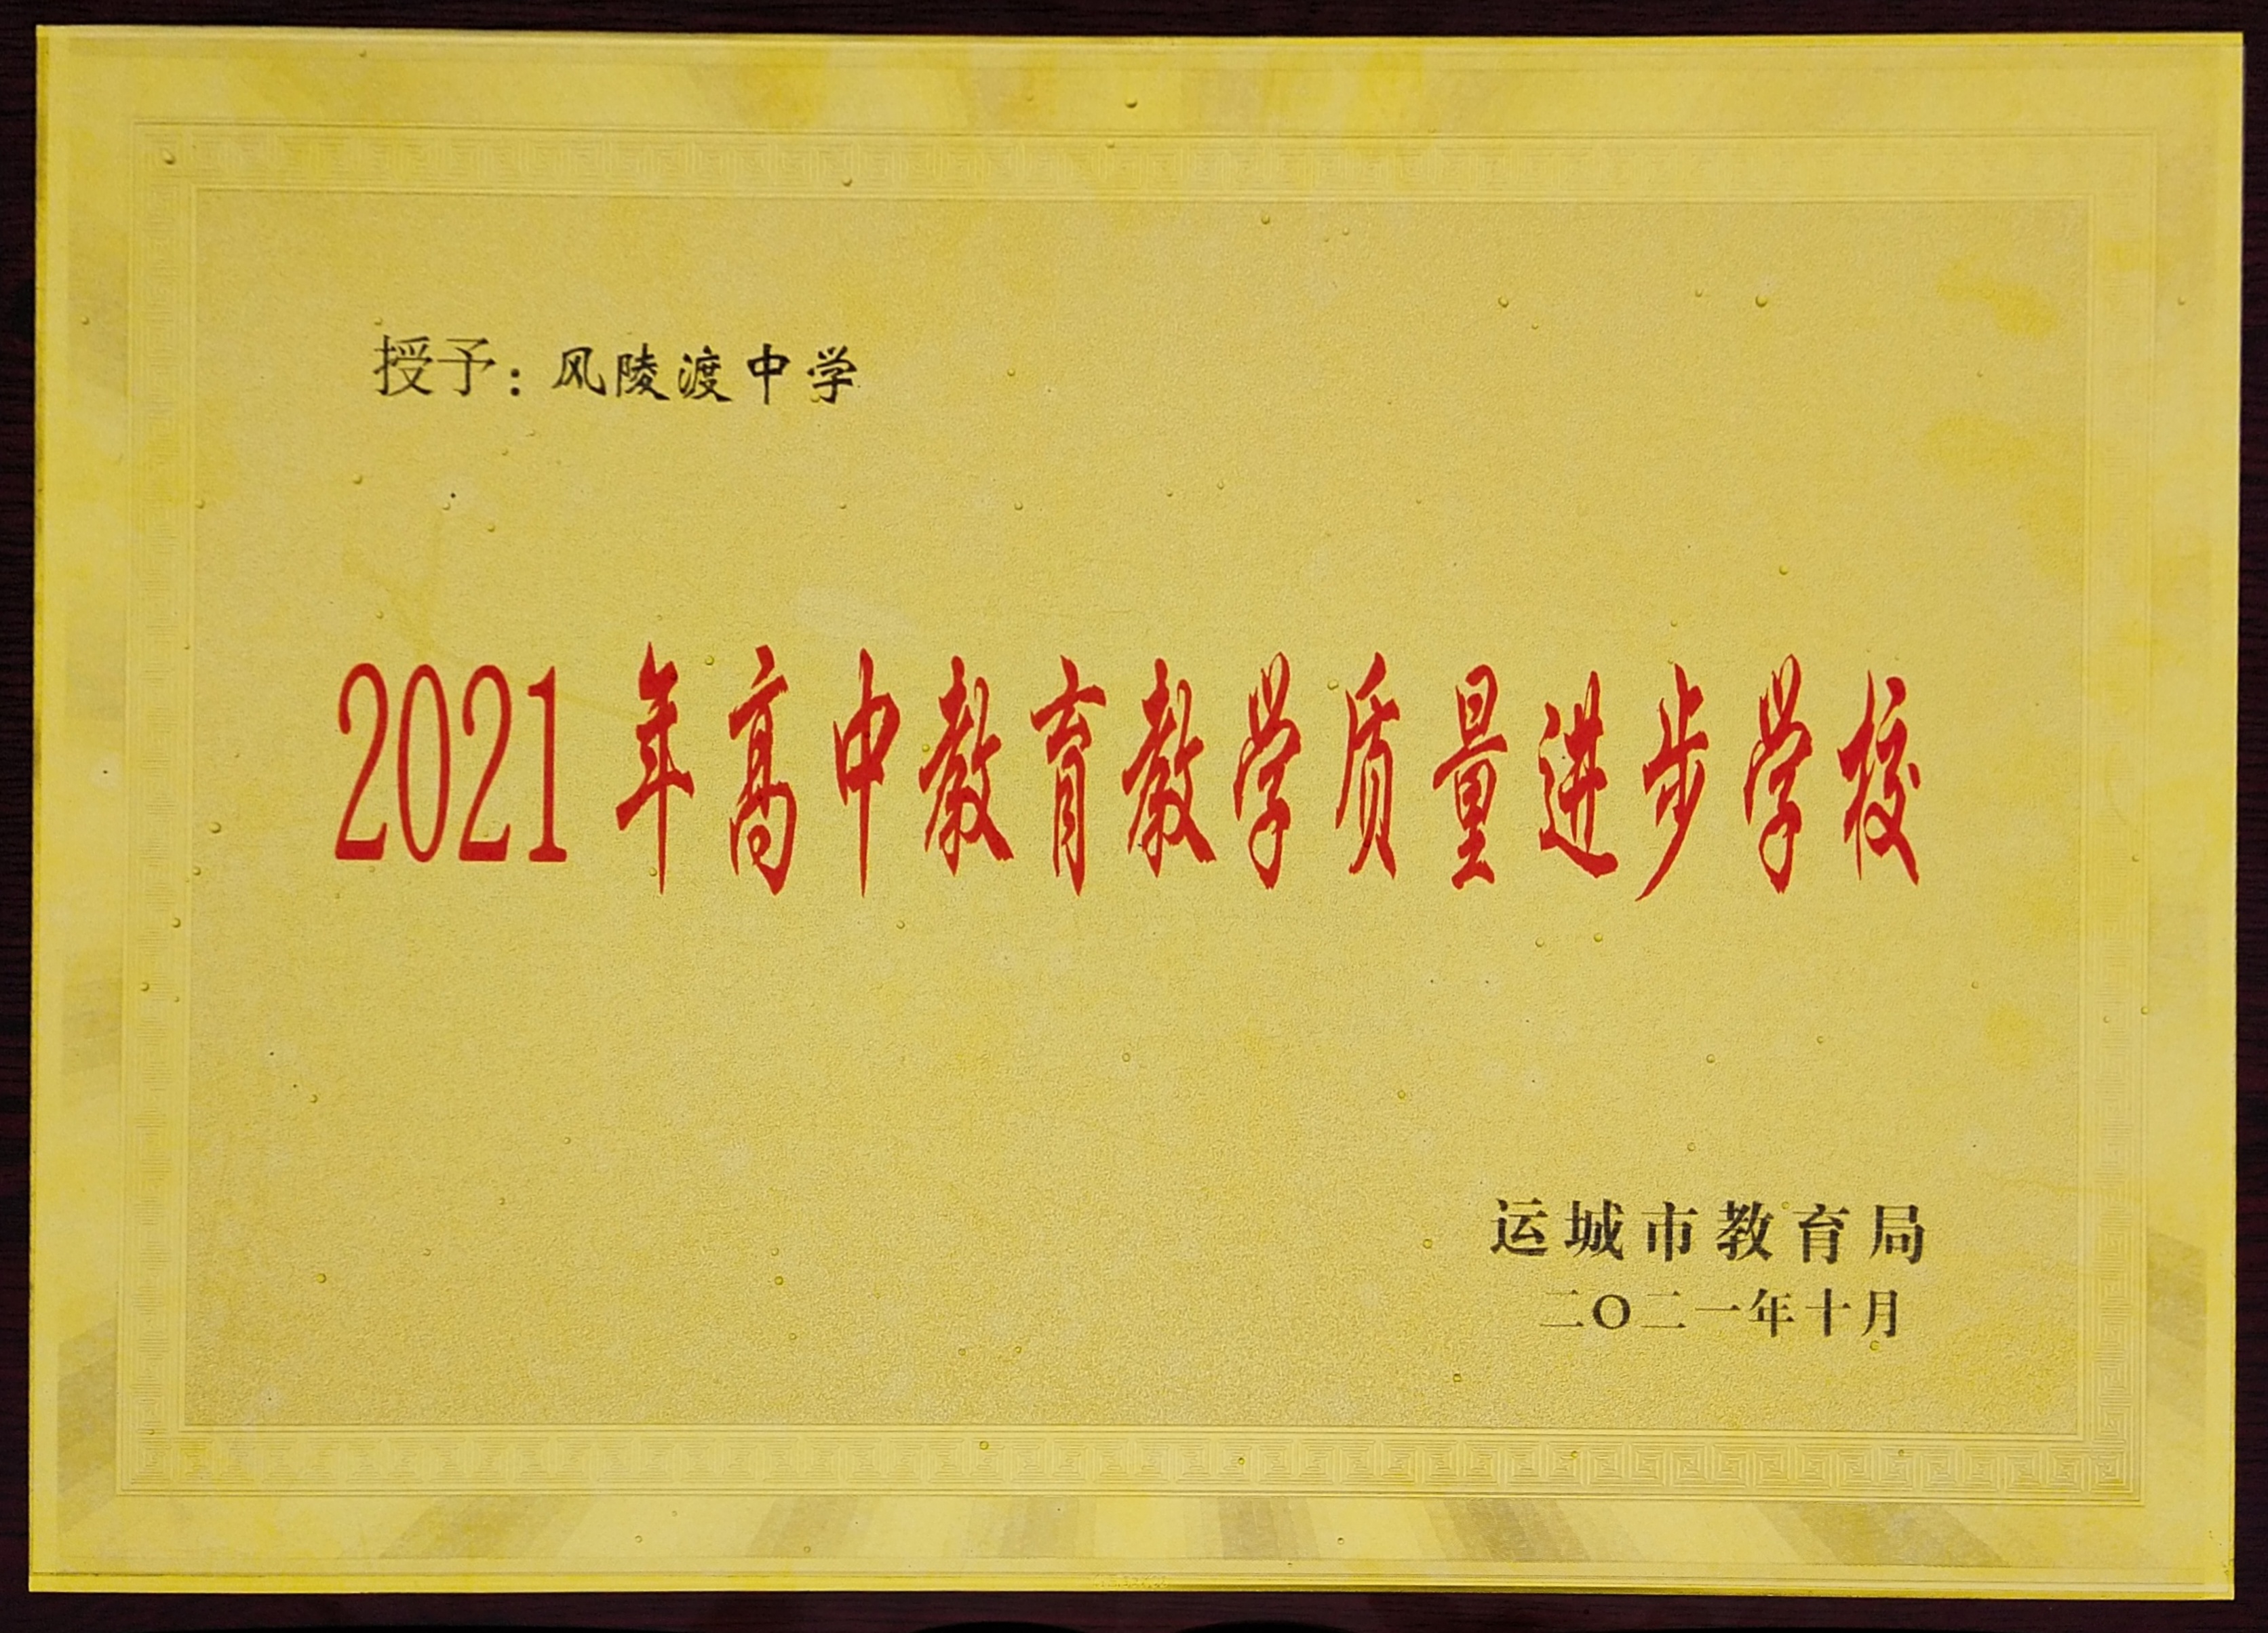 授予：风陵渡中学
2021年高中教育教学质量进步学校
运城市教育局
二〇二一年十月